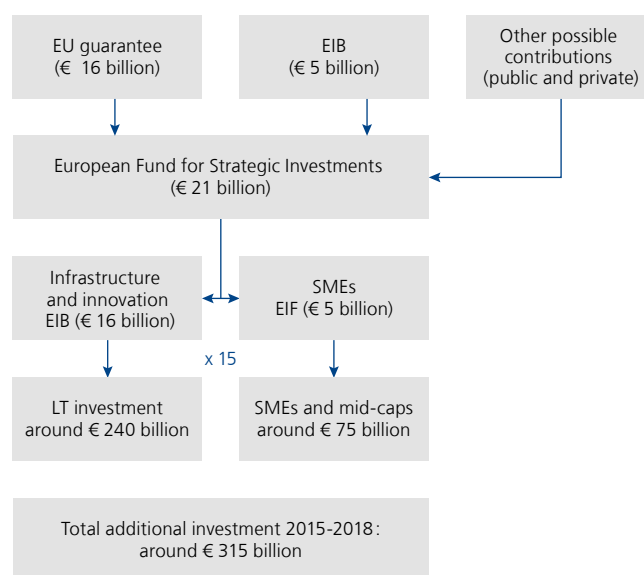 EU guarantee
(€ 16 billion)
EIB
(€ 5 billion)
Other possible
contributions
(public and private)
European Fund for Strategic Investments
(€ 21 billion)
Infrastructure
and innovation
EIB (€ 16 billion)
SMEs
EIF (€ 5 billion)
x 15
LT investment
around € 240 billion
SMEs and mid-caps
around € 75 billion
Total additional investment 2015-2018 :
around € 315 billion